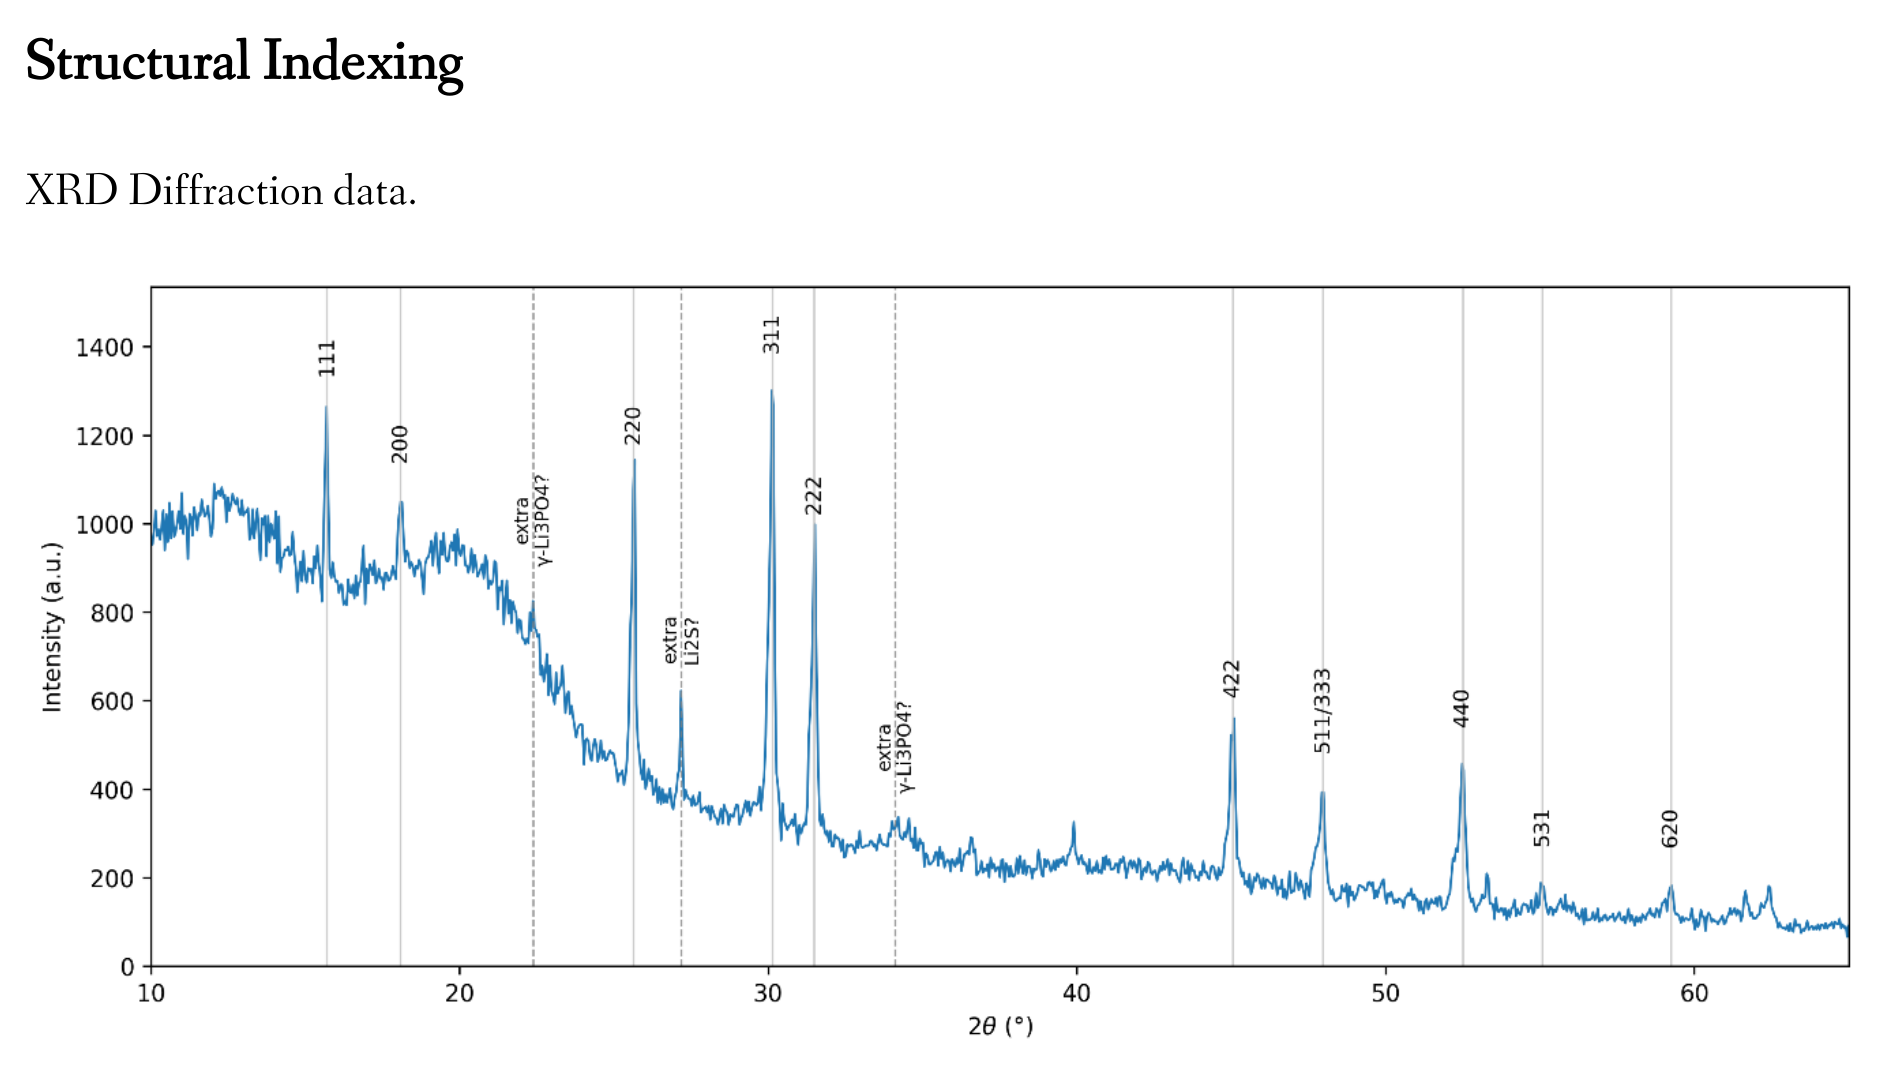 Structural Indexing
XRD Diffraction data.
111
200
extra
γ-Li3PO4?
220
extra
Li2S?
311
222
extra
γ-Li3PO4?
422
511/333
440
531
620
1400
1200
1000
800
600
400
200
0
Intensity (a.u.)
10
20
30
40
50
60
2θ (°)